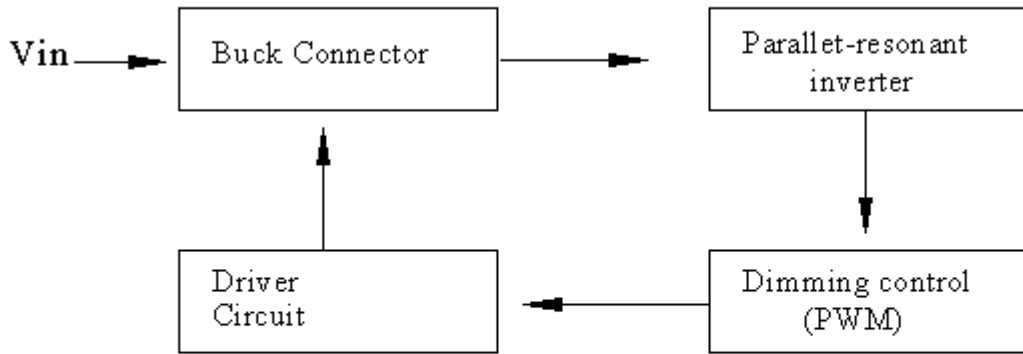 Vin
Buck Connector
Parallet-resonant
inverter
Driver
Circuit
Dimming control
(PWM)